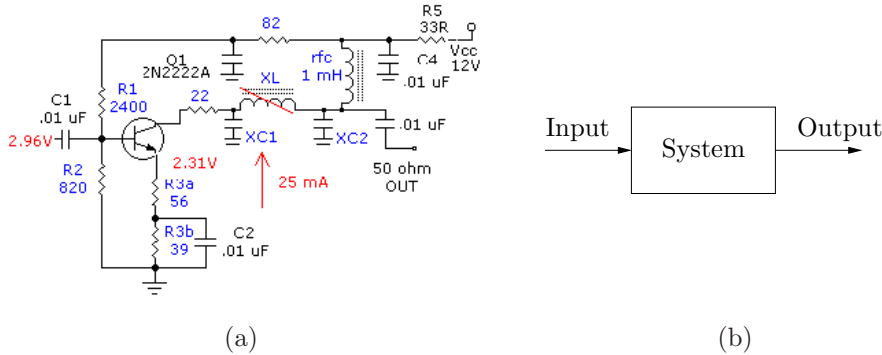 R5
33R
Vcc
12V
82
rfc
1 mH
C4
.01 uF
Q1
2N2222A
XL
R1
2400
22
C1
.01 uF
2.96V
XC1
XC2
.01 uF
2.31V
R2
820
50 ohm
OUT
25 mA
R3a
56
R3b
39
C2
.01 uF
(a)
Input
System
Output
(b)